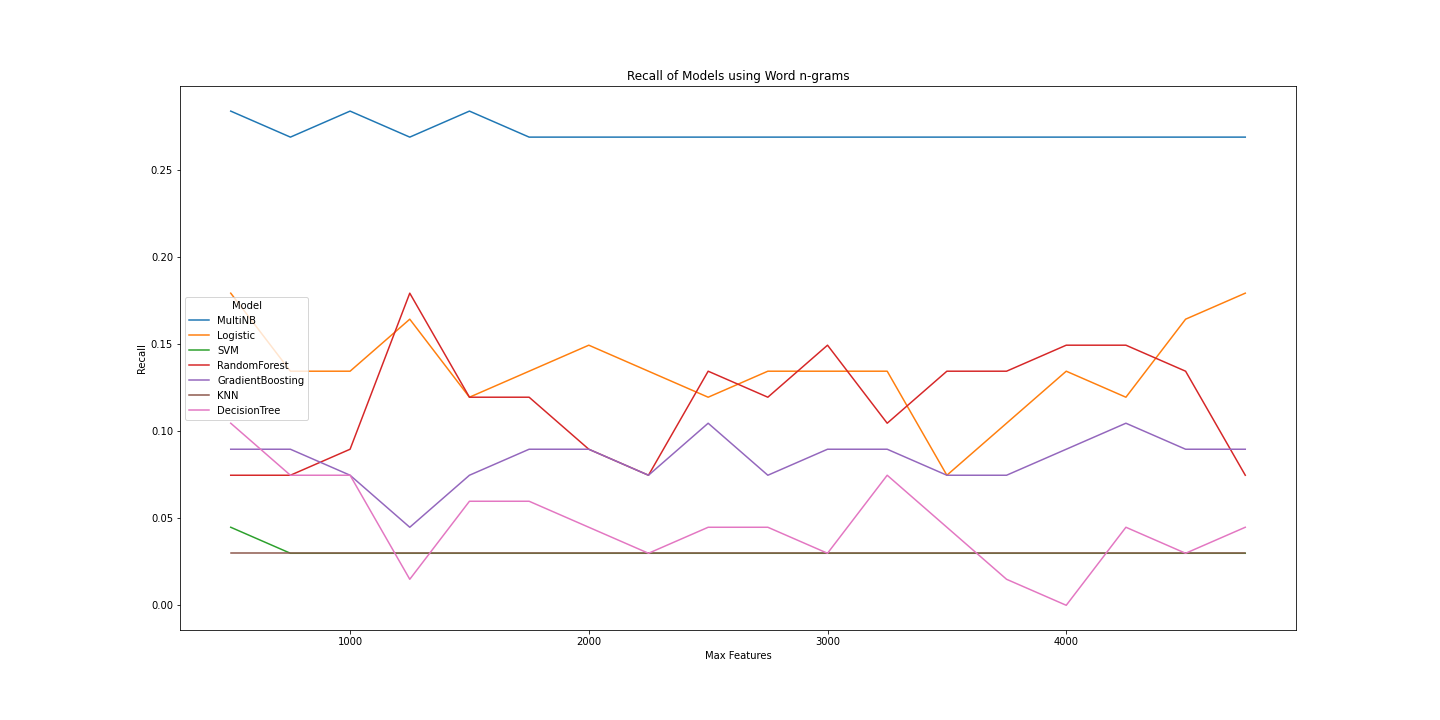 Recall of Models using Word n-grams
Recall
0.25
0.20
0.15
0.10
0.05
0.00
Model
MultiNB
Logistic
SVM
RandomForest
GradientBoosting
KNN
DecisionTree
1000 2000 3000 4000
Max Features